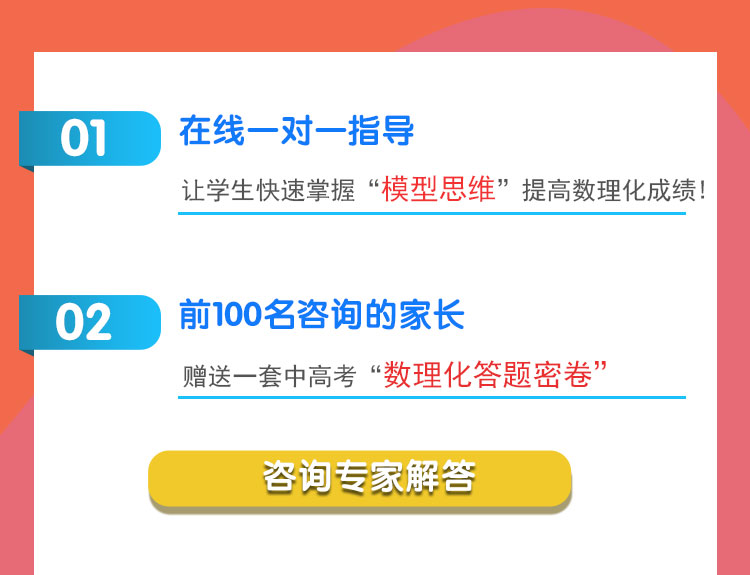 01
在线一对一指导
让学生快速掌握“模型思维”提高数理化成绩!
02
前100名咨询的家长
赠送一套中高考“数理化答题密卷”
咨询专家解答